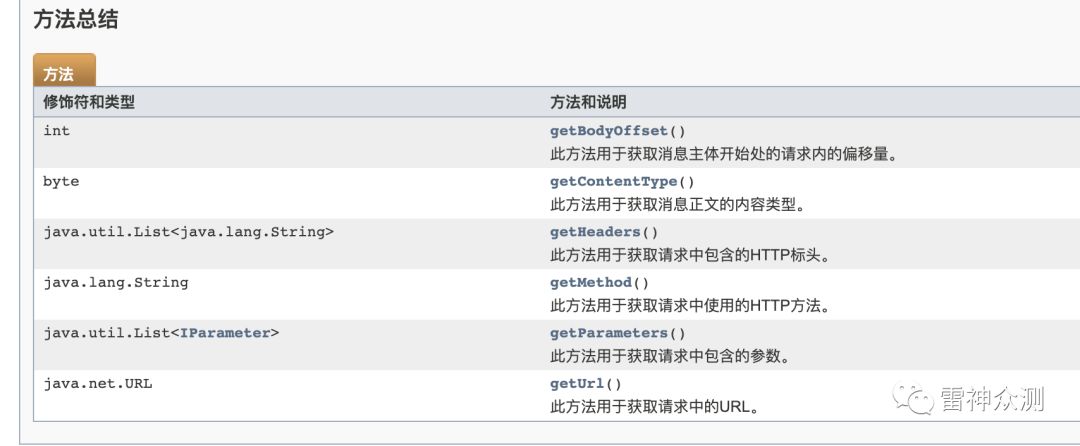 方法总结
方法
修饰符和类型 方法和说明
int getBodyOffset()
此方法用于获取消息主体开始处的请求内的偏移量。
byte getContentType()
此方法用于获取消息正文的内容类型。
java.util.List<java.lang.String> getHeaders()
此方法用于获取请求中包含的HTTP标头。
java.lang.String getMethod()
此方法用于获取请求中使用的HTTP方法。
java.util.List<IParameter> getParameters()
此方法用于获取请求中包含的参数。
java.net.URL getUrl()
此方法用于获取请求中的URL。
雷神众测